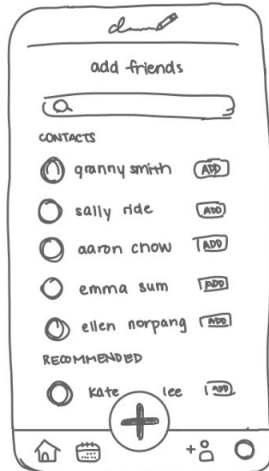 add friends
CONTACTS
granny smith ADD
sally ride ADD
aaron chow ADD
emma sum ADD
ellen norpang ADD
RECOMMENDED
kate lee ADD